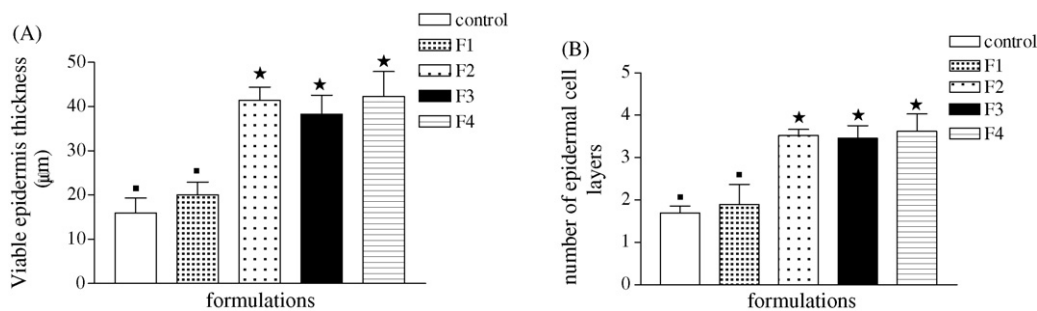 (A)
Viable epidermis thickness
(µm)
50
40
40
20
10
0
formulations
control
F1
F2
F3
F4
(B)
number of epidermal cell
layers
5
4
3
2
1
0
formulations
control
F1
F2
F3
F4